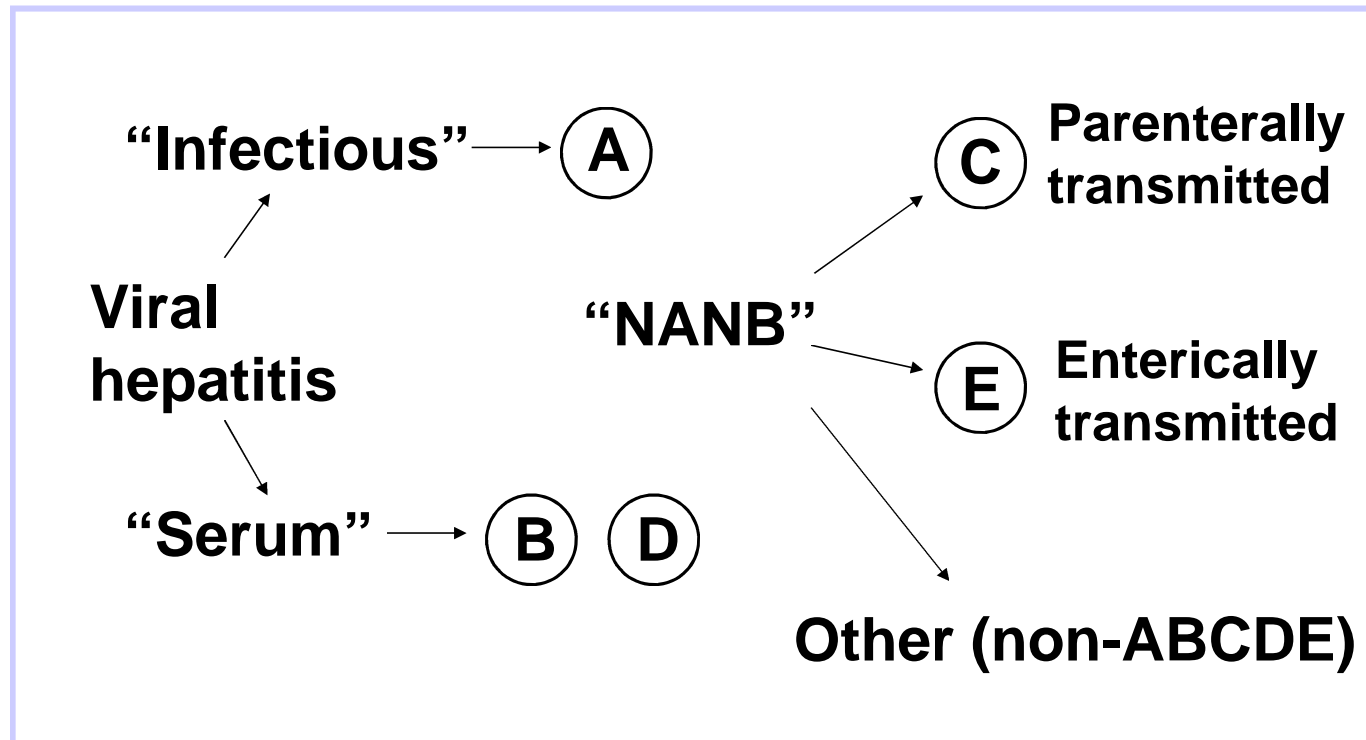 “Infectious”
A
C
Parenterally
transmitted
Viral
hepatitis
“NANB”
E
Enterically
transmitted
“Serum”
B
D
Other (non-ABCDE)